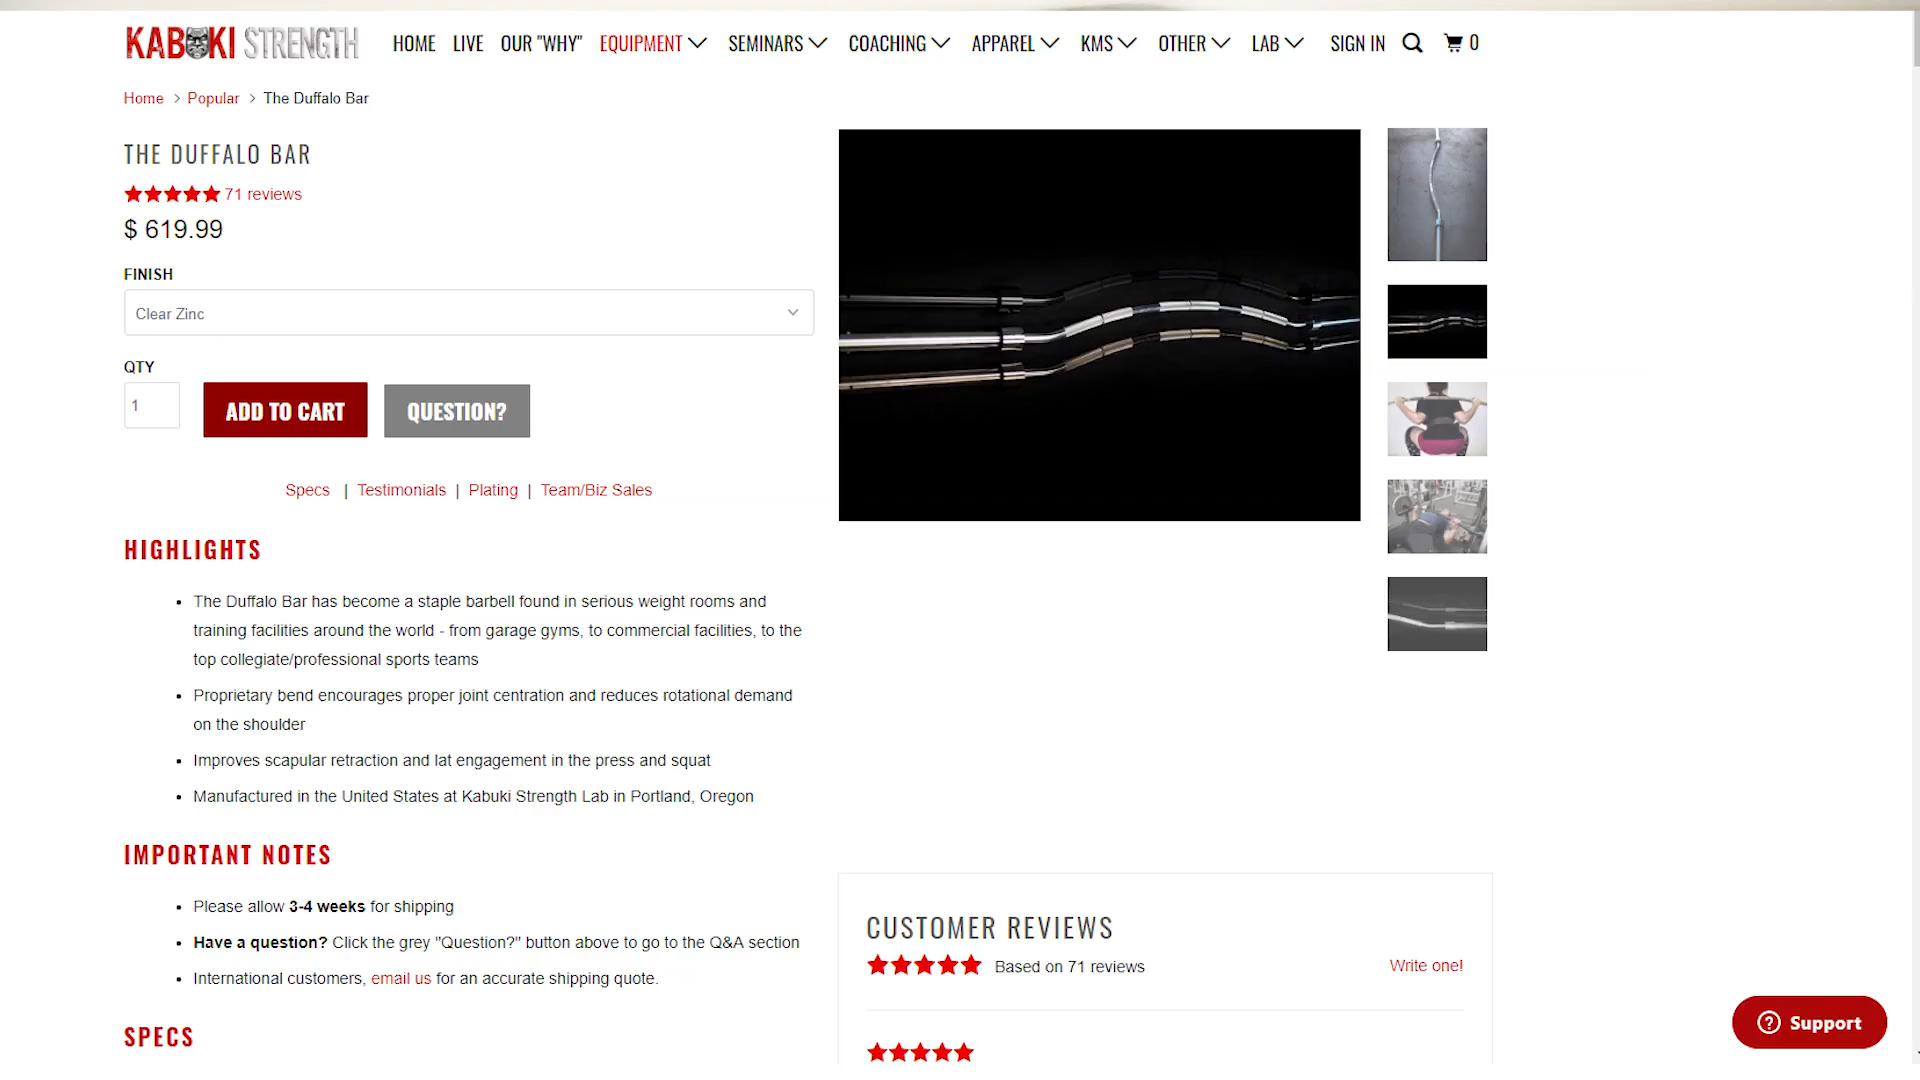 KABUKI STRENGTH
HOME LIVE OUR "WHY" EQUIPMENT SEMINARS COACHING APPAREL KMS OTHER LAB SIGN IN 0
Home > Popular > The Duffalo Bar
THE DUFFALO BAR
71 reviews
$ 619.99
FINISH
Clear Zinc
QTY
1
ADD TO CART
QUESTION?
Specs | Testimonials | Plating | Team/Biz Sales
HIGHLIGHTS
• The Duffalo Bar has become a staple barbell found in serious weight rooms and
training facilities around the world - from garage gyms, to commercial facilities, to the
top collegiate/professional sports teams
• Proprietary bend encourages proper joint centration and reduces rotational demand
on the shoulder
• Improves scapular retraction and lat engagement in the press and squat
• Manufactured in the United States at Kabuki Strength Lab in Portland, Oregon
IMPORTANT NOTES
• Please allow 3-4 weeks for shipping
• Have a question? Click the grey "Question?" button above to go to the Q&A section
• International customers, email us for an accurate shipping quote.
SPECS
CUSTOMER REVIEWS
Based on 71 reviews
Write one!
Support